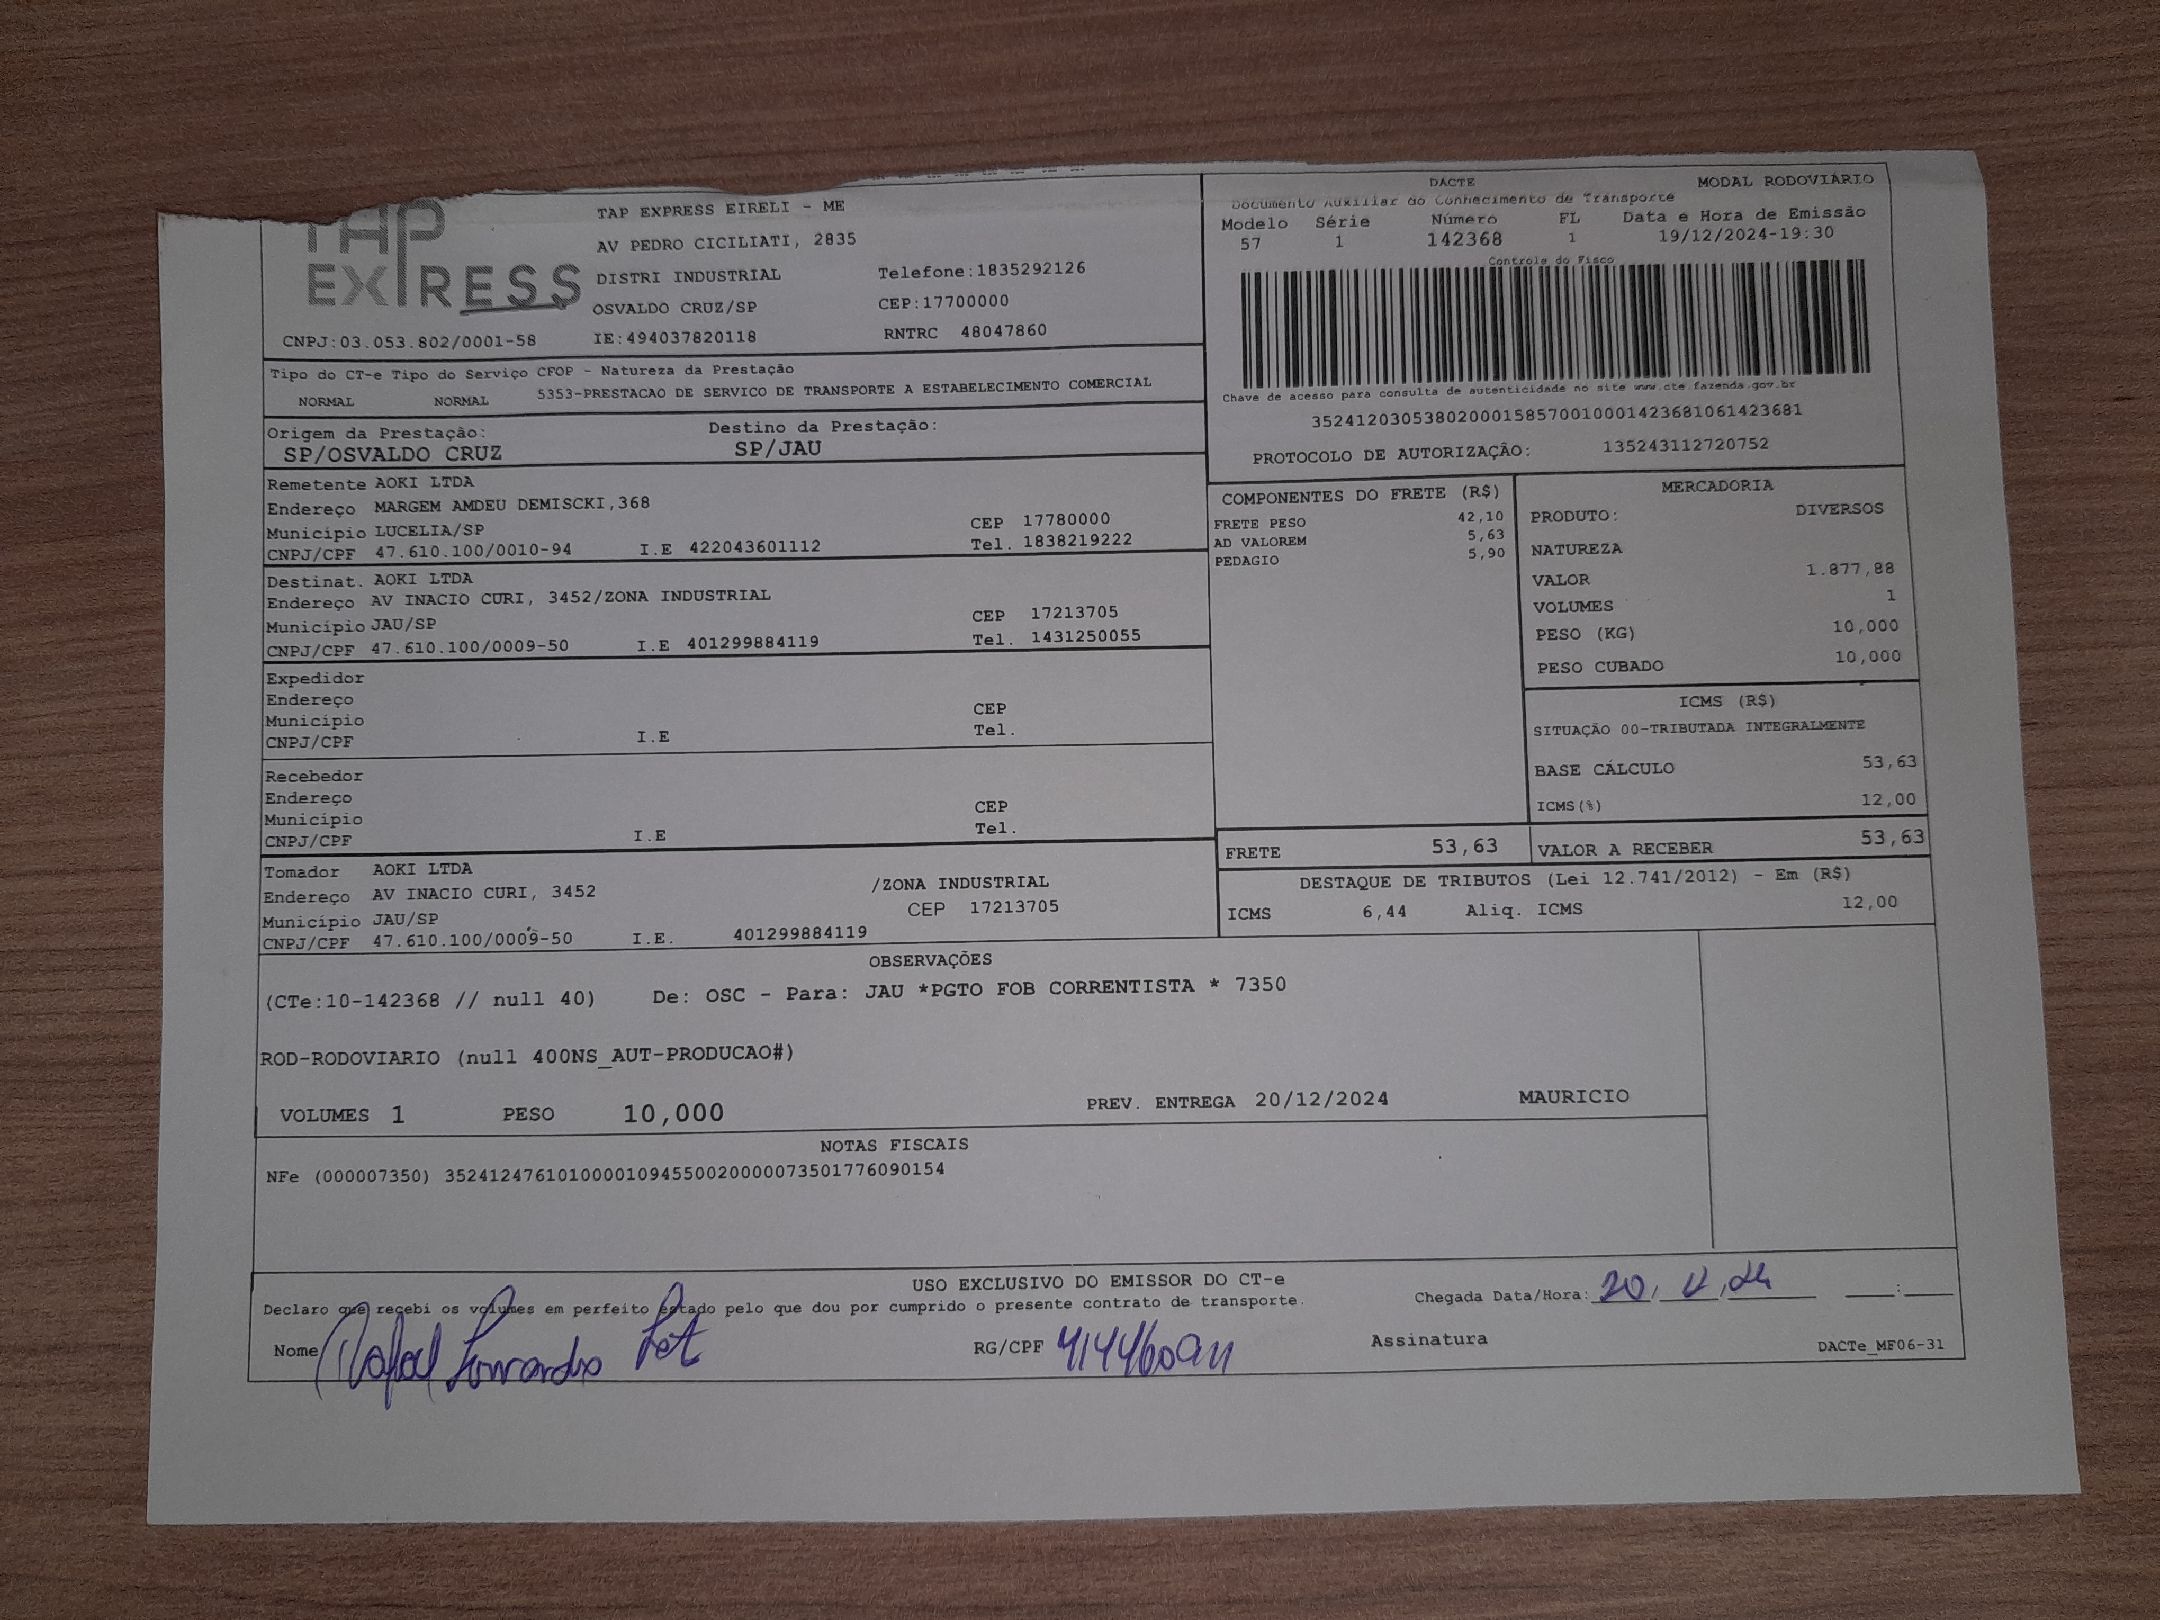 TAP
EXPRESS
CNPJ:03.053.802/0001-58
TAP EXPRESS EIRELI - ME
AV PEDRO CICILIATI, 2835
DISTRI INDUSTRIAL Telefone:1835292126
OSVALDO CRUZ/SP CEP:17700000
IE:494037820118 RNTRC 48047860
DACTE MODAL RODOVIÁRIO
Documento Auxiliar do Conhecimento de Transporte
Modelo Série Número FL Data e Hora de Emissão
57 1 142368 1 19/12/2024-19:30
Controle do Fisco
Chave de acesso para consulta de autenticidade no site www.cte.fazenda.gov.br
35241203053802000158570010001423681061423681
PROTOCOLO DE AUTORIZAÇÃO: 135243112720752
Tipo do CT-e Tipo do Serviço CFOP - Natureza da Prestação
NORMAL NORMAL 5353-PRESTACAO DE SERVICO DE TRANSPORTE A ESTABELECIMENTO COMERCIAL
Origem da Prestação: Destino da Prestação:
SP/OSVALDO CRUZ SP/JAU
Remetente AOKI LTDA
Endereço MARGEM AMDEU DEMISCKI,368
Município LUCELIA/SP CEP 17780000
CNPJ/CPF 47.610.100/0010-94 I.E 422043601112 Tel. 1838219222
Destinat. AOKI LTDA
Endereço AV INACIO CURI, 3452/ZONA INDUSTRIAL
Município JAU/SP CEP 17213705
CNPJ/CPF 47.610.100/0009-50 I.E 401299884119 Tel. 1431250055
Expedidor
Endereço
Município CEP
CNPJ/CPF I.E Tel.
Recebedor
Endereço
Município CEP
CNPJ/CPF I.E Tel.
Tomador AOKI LTDA
Endereço AV INACIO CURI, 3452 /ZONA INDUSTRIAL
Município JAU/SP CEP 17213705
CNPJ/CPF 47.610.100/0009-50 I.E. 401299884119
COMPONENTES DO FRETE (R$)
FRETE PESO 42,10
AD VALOREM 5,63
PEDAGIO 5,90
MERCADORIA
PRODUTO: DIVERSOS
NATUREZA
VALOR 1.877,88
VOLUMES 1
PESO (KG) 10,000
PESO CUBADO 10,000
ICMS (R$)
SITUAÇÃO 00-TRIBUTADA INTEGRALMENTE
BASE CÁLCULO 53,63
ICMS(%) 12,00
FRETE 53,63 VALOR A RECEBER 53,63
DESTAQUE DE TRIBUTOS (Lei 12.741/2012) - Em (R$)
ICMS 6,44 Aliq. ICMS 12,00
OBSERVAÇÕES
(CTe:10-142368 // null 40) De: OSC - Para: JAU *PGTO FOB CORRENTISTA * 7350
ROD-RODOVIARIO (null 400NS_AUT-PRODUCAO#)
VOLUMES 1 PESO 10,000 PREV. ENTREGA 20/12/2024 MAURICIO
NOTAS FISCAIS
NFe (000007350) 35241247610100001094550020000073501776090154
USO EXCLUSIVO DO EMISSOR DO CT-e
Declaro que recebi os volumes em perfeito estado pelo que dou por cumprido o presente contrato de transporte. Chegada Data/Hora: 20
Nome Rafael RG/CPF Assinatura DACTe_MF06-31